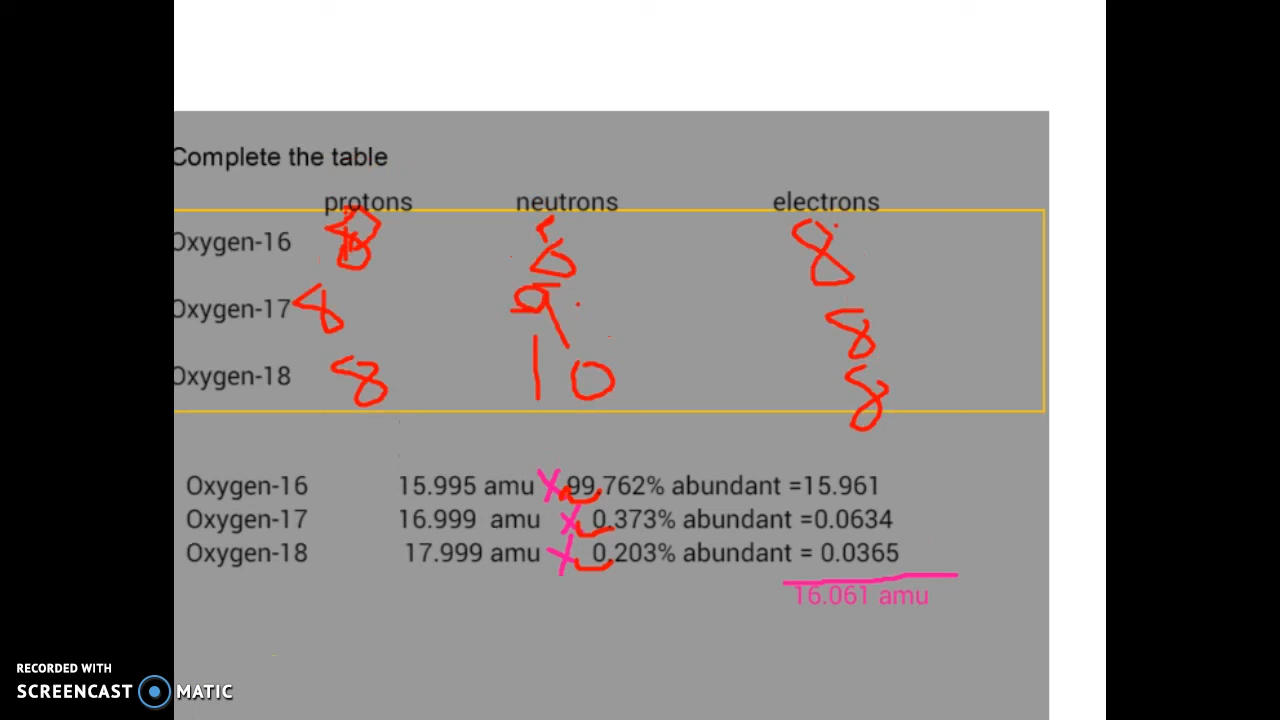 Complete the table
protons neutrons electrons
Oxygen-16 8 8 8
Oxygen-17 8 9 8
Oxygen-18 8 10 8
Oxygen-16 15.995 amu X 99.762% abundant =15.961
Oxygen-17 16.999 amu X 0.373% abundant =0.0634
Oxygen-18 17.999 amu X 0.203% abundant = 0.0365
16.061 amu
RECORDED WITH
SCREENCAST MATIC